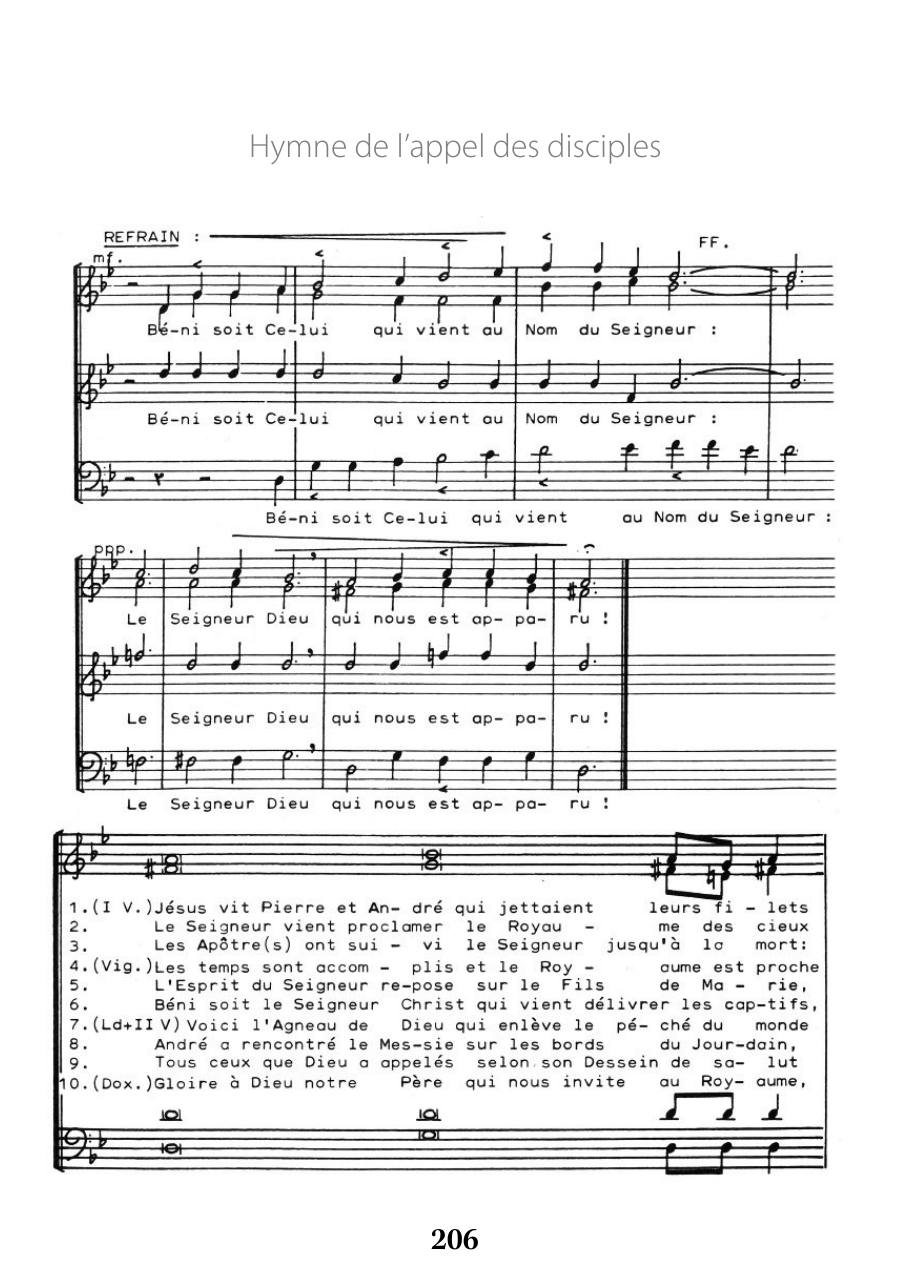 Hymne de l'appel des disciples
REFRAIN :
FF.
mf.
Bé-ni soit Ce-lui qui vient au Nom du Seigneur :
Bé-ni soit Ce-lui qui vient au Nom du Seigneur :
Bé-ni soit Ce-lui qui vient au Nom du Seigneur :
ppp.
Le Seigneur Dieu qui nous est ap- pa- ru !
Le Seigneur Dieu qui nous est ap- pa- ru !
Le Seigneur Dieu qui nous est ap- pa- ru !
1.(I V.)Jésus vit Pierre et An- dré qui jettaient leurs fi - lets
2. Le Seigneur vient proclamer le Royau - me des cieux
3. Les Apôtre(s) ont sui - vi le Seigneur jusqu'à la mort:
4.(Vig.)Les temps sont accom - plis et le Roy - aume est proche
5. L'Esprit du Seigneur re-pose sur le Fils de Ma - rie,
6. Béni soit le Seigneur Christ qui vient délivrer les cap-tifs,
7.(Ld+II V) Voici l'Agneau de Dieu qui enlève le pé- ché du monde
8. André a rencontré le Mes-sie sur les bords du Jour-dain,
9. Tous ceux que Dieu a appelés selon son Dessein de sa- lut
10.(Dox.)Gloire à Dieu notre Père qui nous invite au Roy- aume,
206